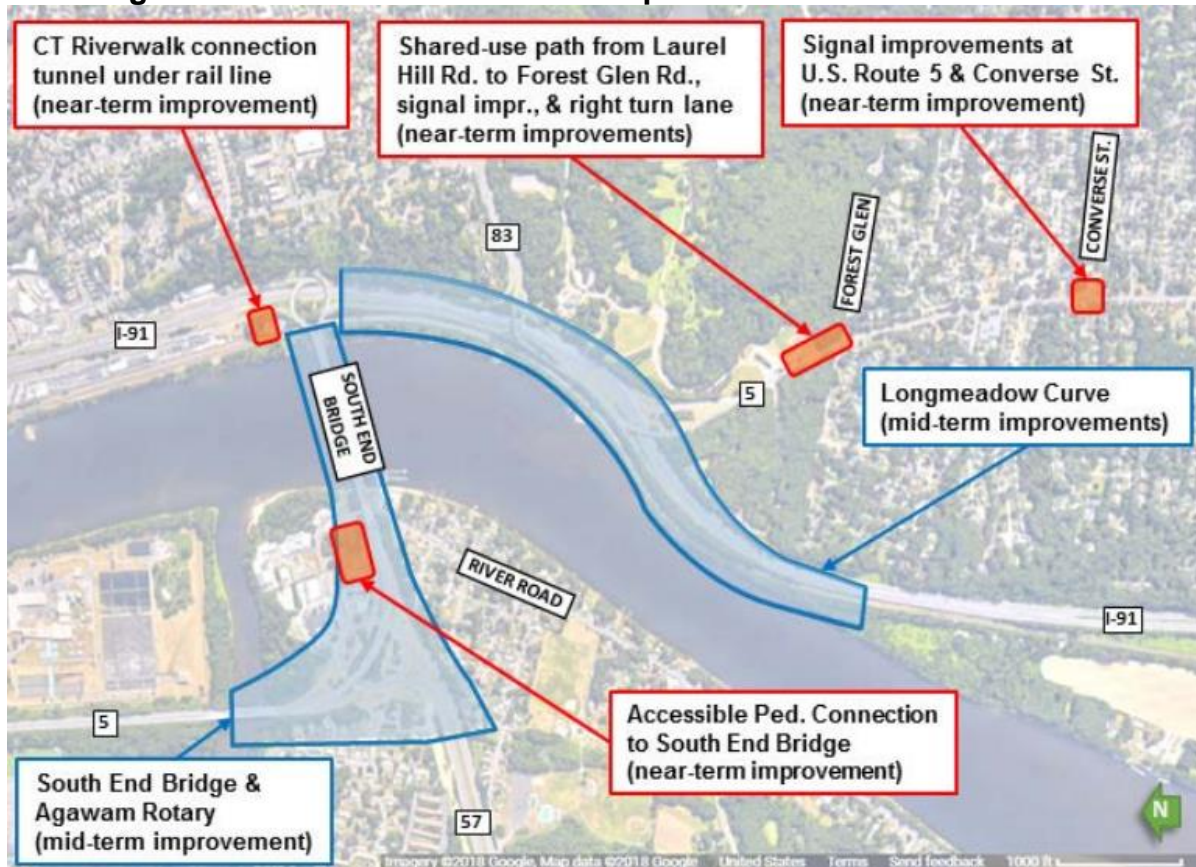 CT Riverwalk connection
tunnel under rail line
(near-term improvement)
Shared-use path from Laurel
Hill Rd. to Forest Glen Rd.,
signal impr., & right turn lane
(near-term improvements)
Signal improvements at
U.S. Route 5 & Converse St.
(near-term improvement)
CONVERSE ST.
83
FOREST GLEN
I-91
SOUTH END
BRIDGE
5
Longmeadow Curve
(mid-term improvements)
RIVER ROAD
I-91
5
Accessible Ped. Connection
to South End Bridge
(near-term improvement)
South End Bridge &
Agawam Rotary
(mid-term improvement)
57
N
Imagery ©2018 Google, Map data ©2018 Google United States Terms Send feedback 1000 ft